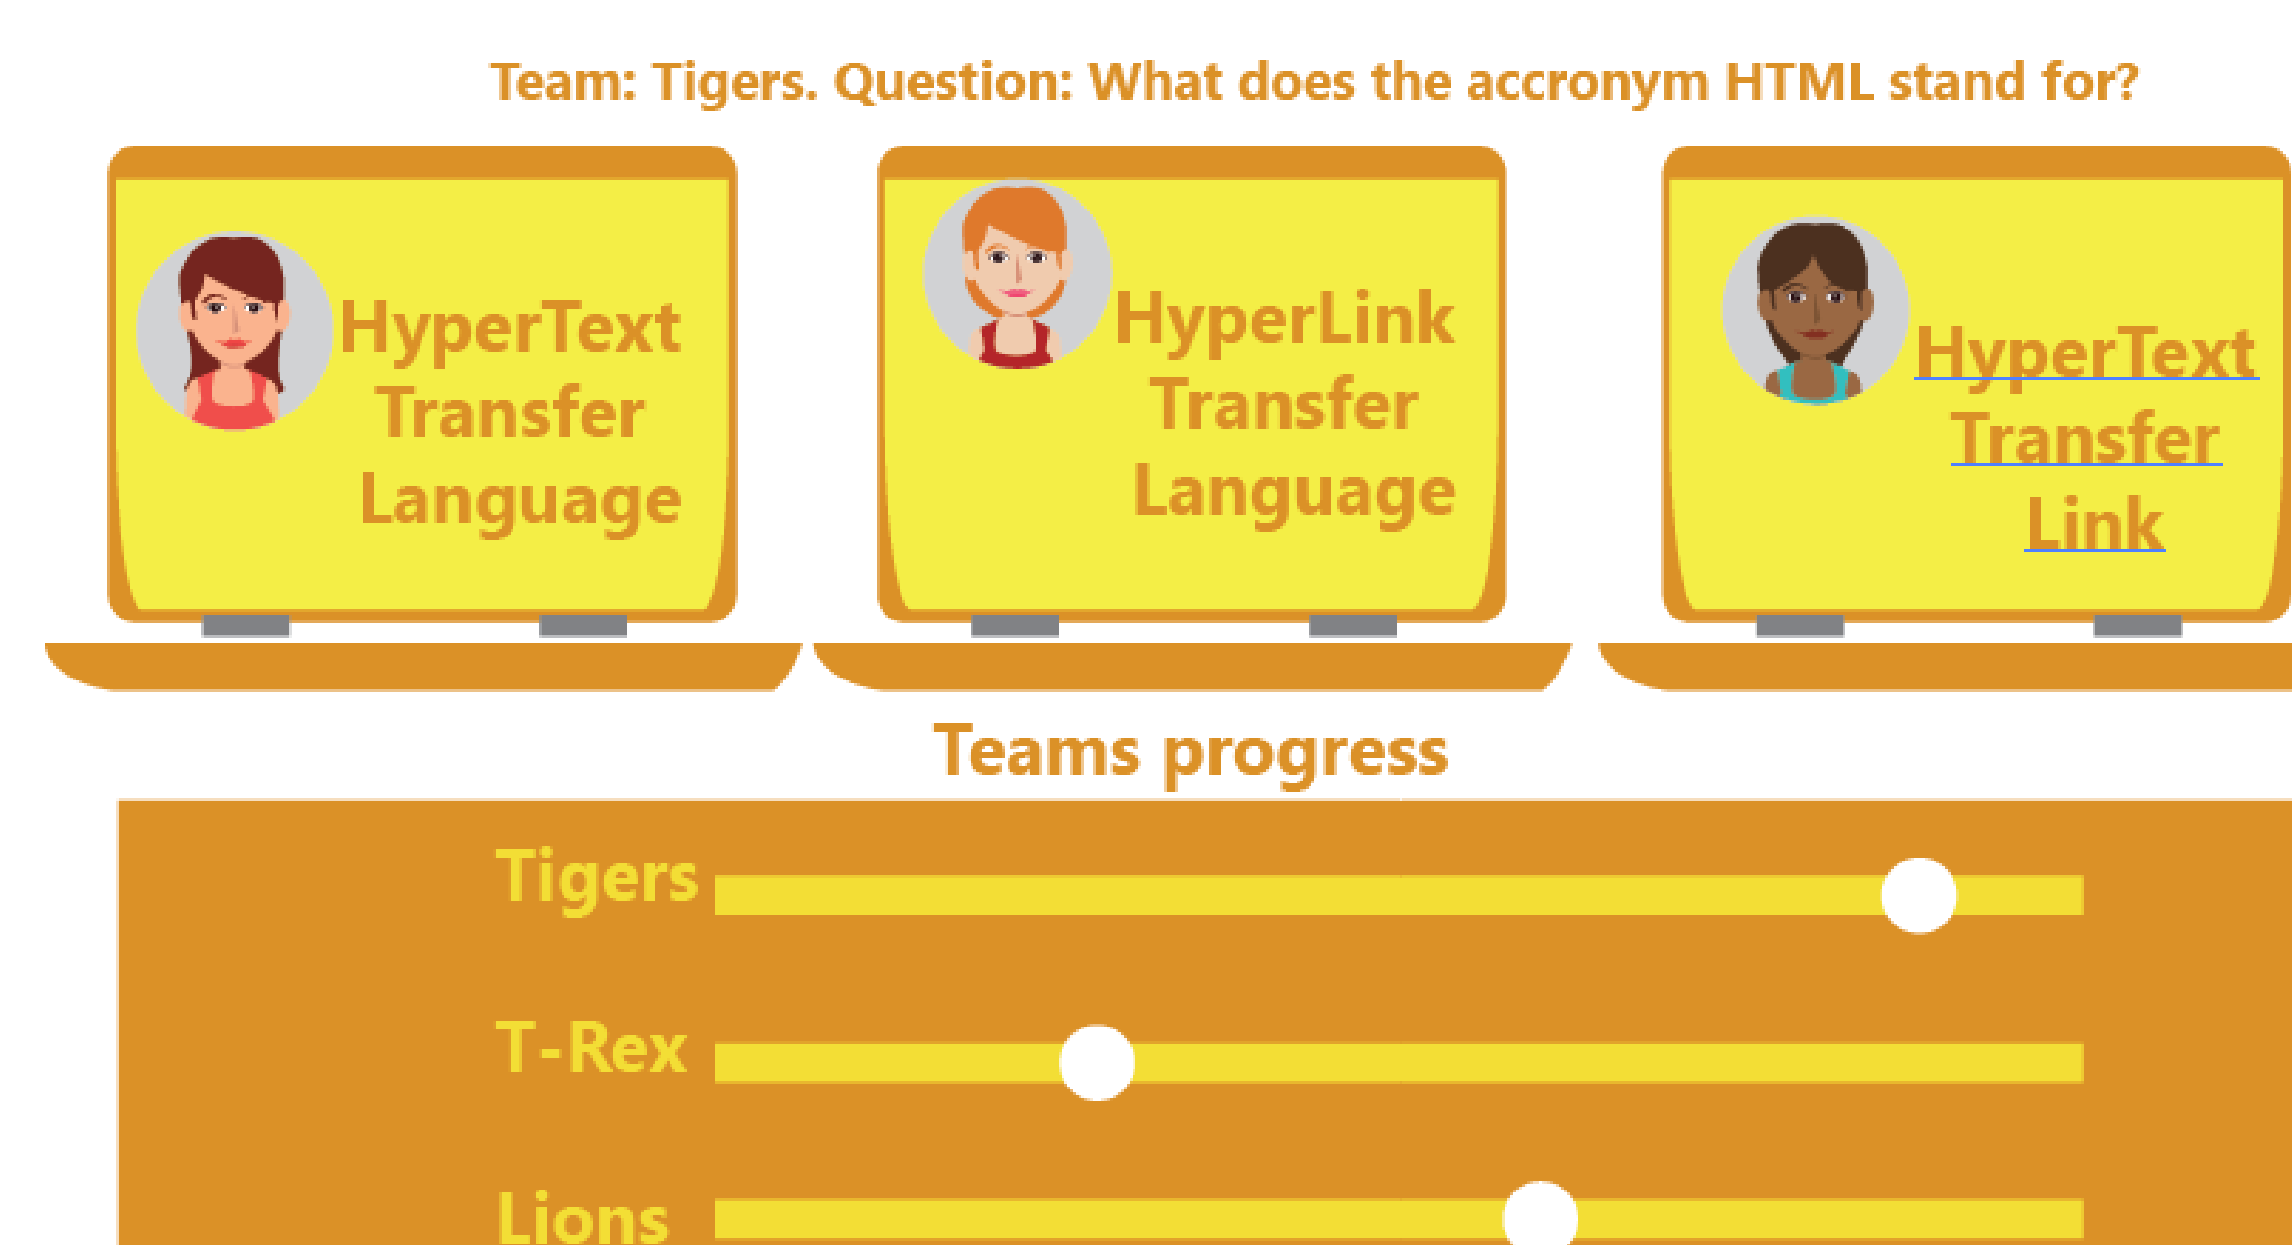 Team: Tigers. Question: What does the accronym HTML stand for?
HyperText
Transfer
Language
HyperLink
Transfer
Language
HyperText
Transfer
Link
Teams progress
Tigers
T-Rex
Lions